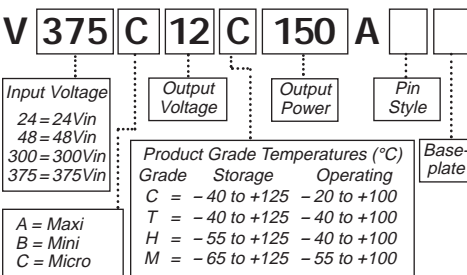 V 375 C 12 C 150 A
Input Voltage
24 = 24Vin
48 = 48Vin
300 = 300Vin
375 = 375Vin
Output
Voltage
Output
Power
Pin
Style
Base-
plate
Product Grade Temperatures (°C)
Grade Storage Operating
C = – 40 to +125 – 20 to +100
T = – 40 to +125 – 40 to +100
H = – 55 to +125 – 40 to +100
M = – 65 to +125 – 55 to +100
A = Maxi
B = Mini
C = Micro